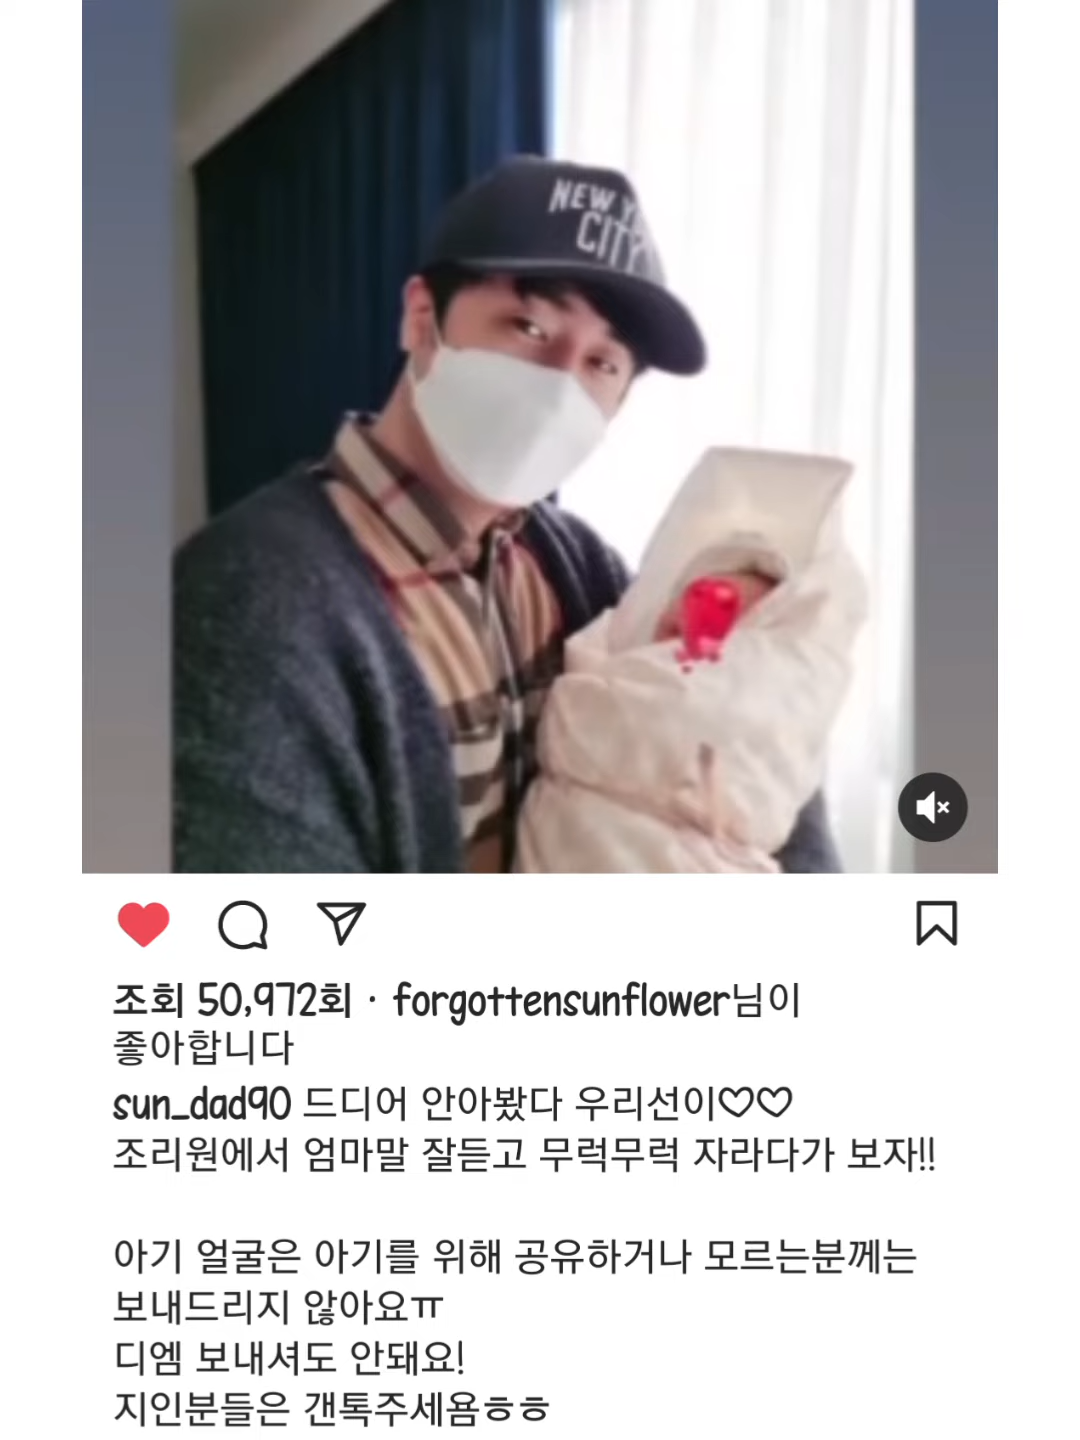 NEW Y
CITY
조회 50,972회 · forgottensunflower님이
좋아합니다
sun_dad90 드디어 안아봤다 우리선이♡♡
조리원에서 엄마말 잘듣고 무럭무럭 자라다가 보자!!
아기 얼굴은 아기를 위해 공유하거나 모르는분께는
보내드리지 않아요ㅠ
디엠 보내셔도 안돼요!
지인분들은 갠톡주세욤ㅎㅎ